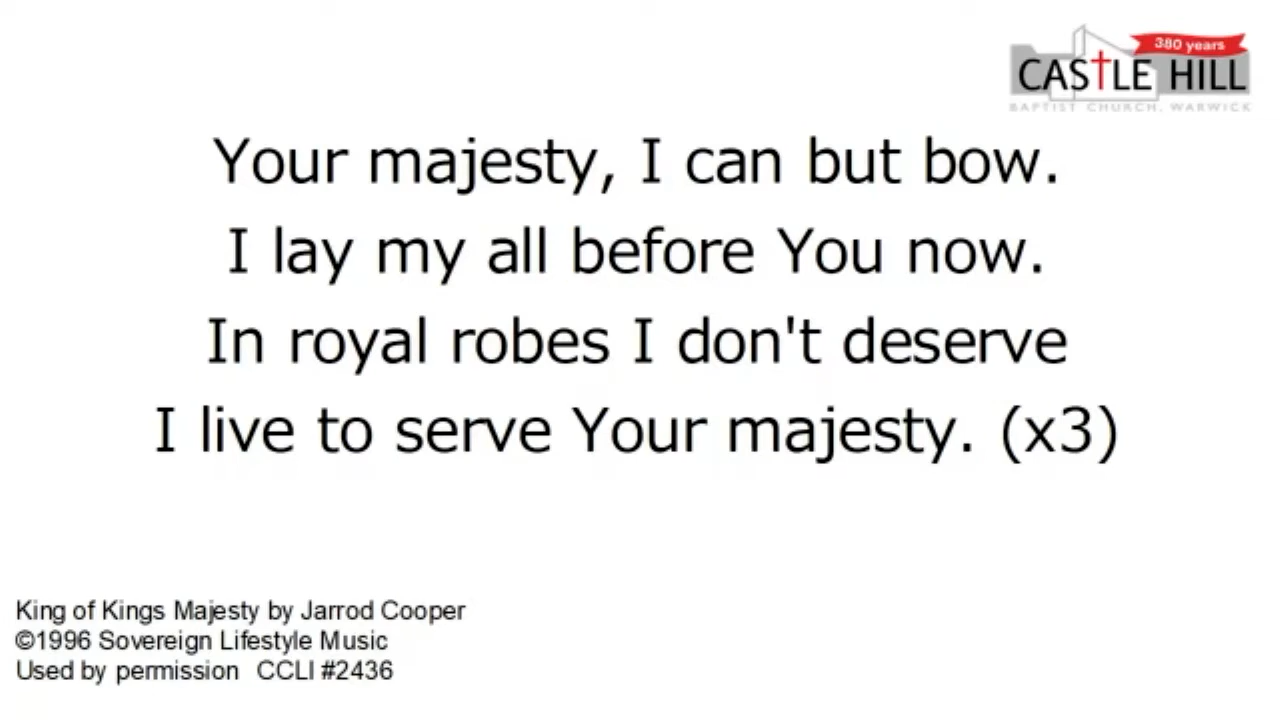 380 years
CASTLE HILL
BAPTIST CHURCH, WARWICK
Your majesty, I can but bow.
I lay my all before You now.
In royal robes I don't deserve
I live to serve Your majesty. (x3)
King of Kings Majesty by Jarrod Cooper
©1996 Sovereign Lifestyle Music
Used by permission CCLI #2436